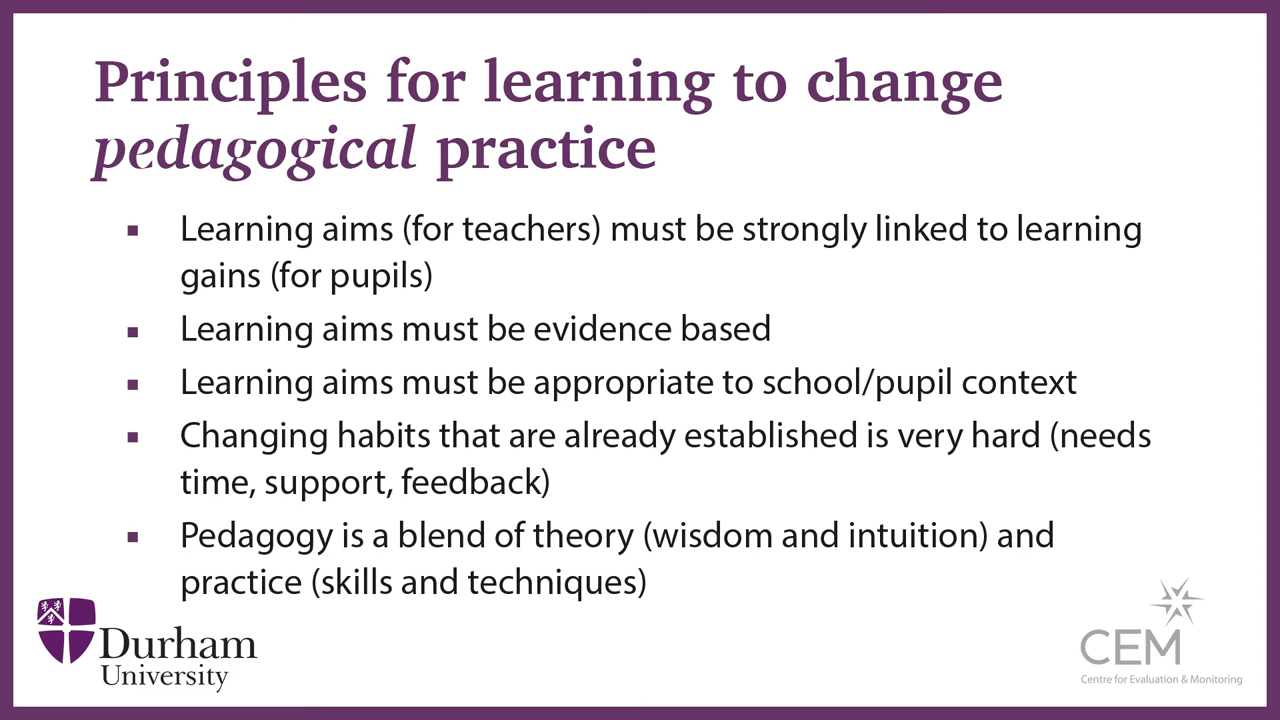 Principles for learning to change
pedagogical practice
▪ Learning aims (for teachers) must be strongly linked to learning
gains (for pupils)
▪ Learning aims must be evidence based
▪ Learning aims must be appropriate to school/pupil context
▪ Changing habits that are already established is very hard (needs
time, support, feedback)
▪ Pedagogy is a blend of theory (wisdom and intuition) and
practice (skills and techniques)
Durham
University
CEM
Centre for Evaluation & Monitoring